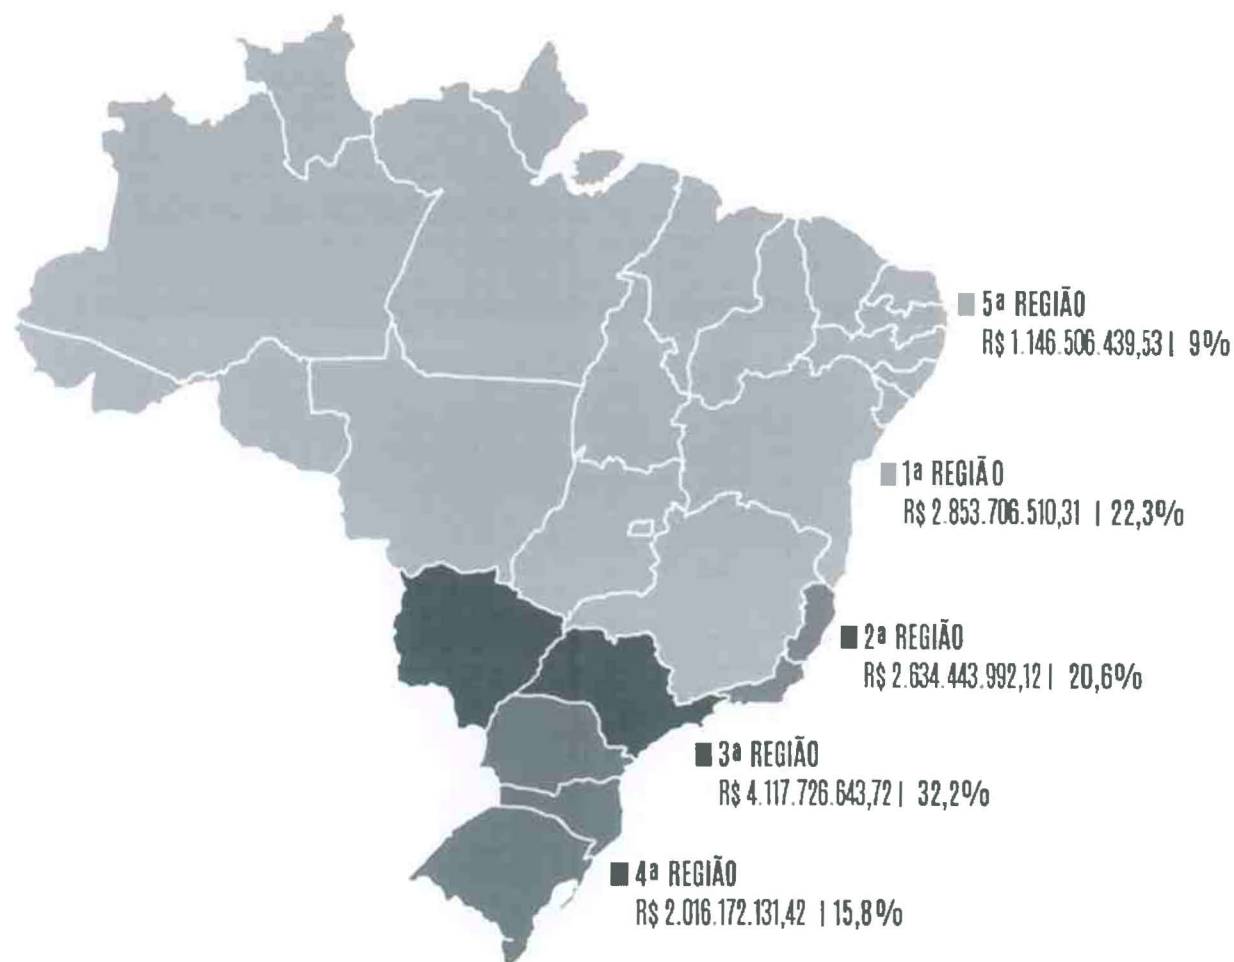 5ª REGIÃO
R$ 1.146.506.439,53 | 9%
1ª REGIÃO
R$ 2.853.706.510,31 | 22,3%
2ª REGIÃO
R$ 2.634.443.992,12 | 20,6%
3ª REGIÃO
R$ 4.117.726.643,72 | 32,2%
4ª REGIÃO
R$ 2.016.172.131,42 | 15,8%